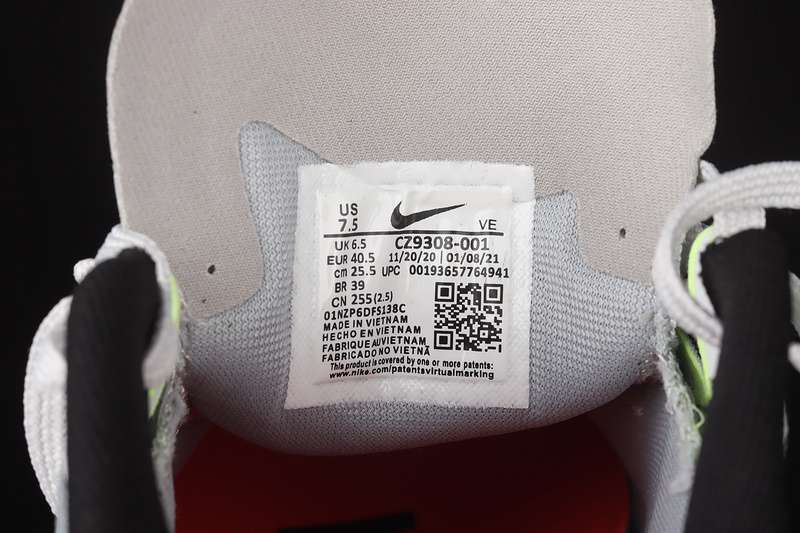 US
7.5
VE
UK 6.5 CZ9308-001
EUR 40.5 11/20/20 | 01/08/21
cm 25.5 UPC 00193657764941
BR 39
CN 255 (2.5)
01NZP6DFS138C
MADE IN VIETNAM
HECHO EN VIETNAM
FABRIQUE AU VIETNAM
FABRICADO NO VIETNÃ
This product is covered by one or more patents:
www.nike.com/patentsvirtualmarking